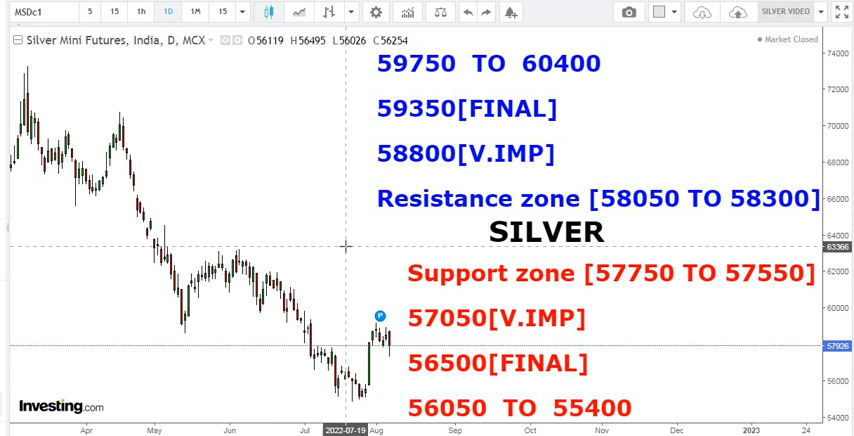 MSDc1 5 15 1h 1D 1M 15 SILVER VIDEO
Silver Mini Futures, India, D, MCX O56119 H56495 L56026 C56254
Market Closed
59750 TO 60400
59350[FINAL]
58800[V.IMP]
Resistance zone [58050 TO 58300]
SILVER
Support zone [57750 TO 57550]
P
57050[V.IMP]
56500[FINAL]
56050 TO 55400
74000
72000
70000
68000
66000
64000
63366
62000
60000
57926
56000
54000
Investing.com
Apr Jun Jul 2022-07-19 Aug Sep Oct Nov Dec 2023